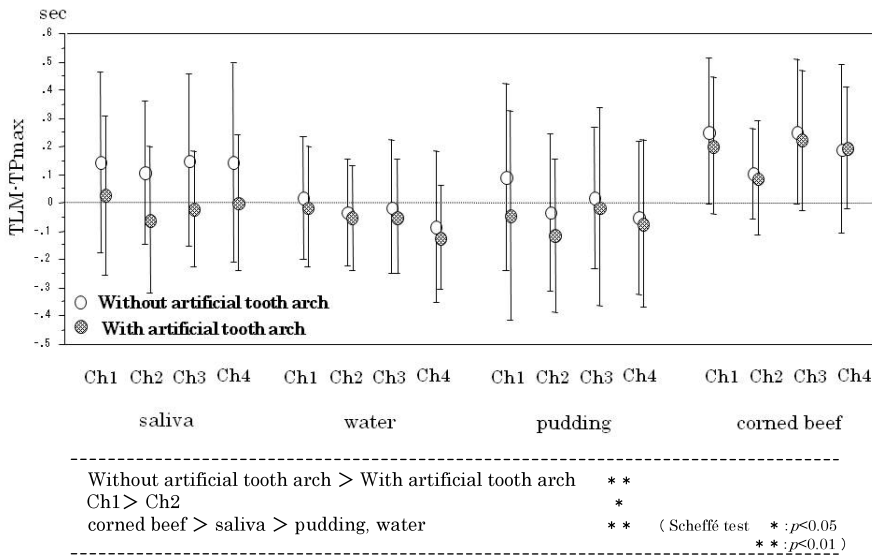 sec
.6
.5
.4
.3
.2
.1
0
-.1
-.2
-.3
-.4
-.5
TLM-TPmax
Without artificial tooth arch
With artificial tooth arch
Ch1 Ch2 Ch3 Ch4 Ch1 Ch2 Ch3 Ch4 Ch1 Ch2 Ch3 Ch4 Ch1 Ch2 Ch3 Ch4
saliva water pudding corned beef
Without artificial tooth arch > With artificial tooth arch **
Ch1> Ch2 *
corned beef > saliva > pudding, water ** ( Scheffé test *:p<0.05
**:p<0.01 )